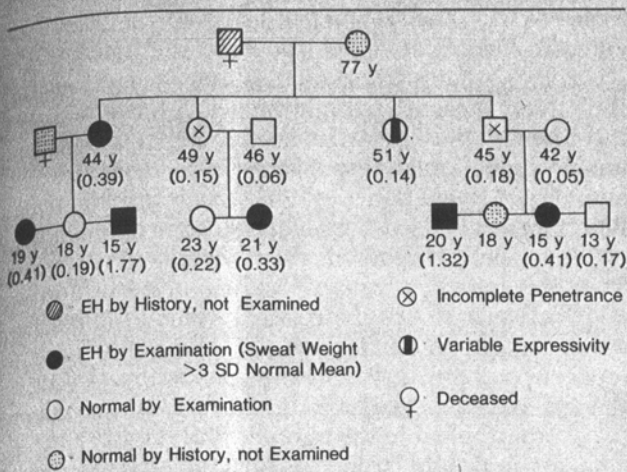 77 y
44 y 49 y 46 y 51 y 45 y 42 y
(0.39) (0.15) (0.06) (0.14) (0.18) (0.05)
19 y 18 y 15 y 23 y 21 y 20 y 18 y 15 y 13 y
(0.41) (0.19) (1.77) (0.22) (0.33) (1.32) (0.41) (0.17)
EH by History, not Examined
Incomplete Penetrance
EH by Examination (Sweat Weight
>3 SD Normal Mean)
Variable Expressivity
Normal by Examination
Deceased
Normal by History, not Examined